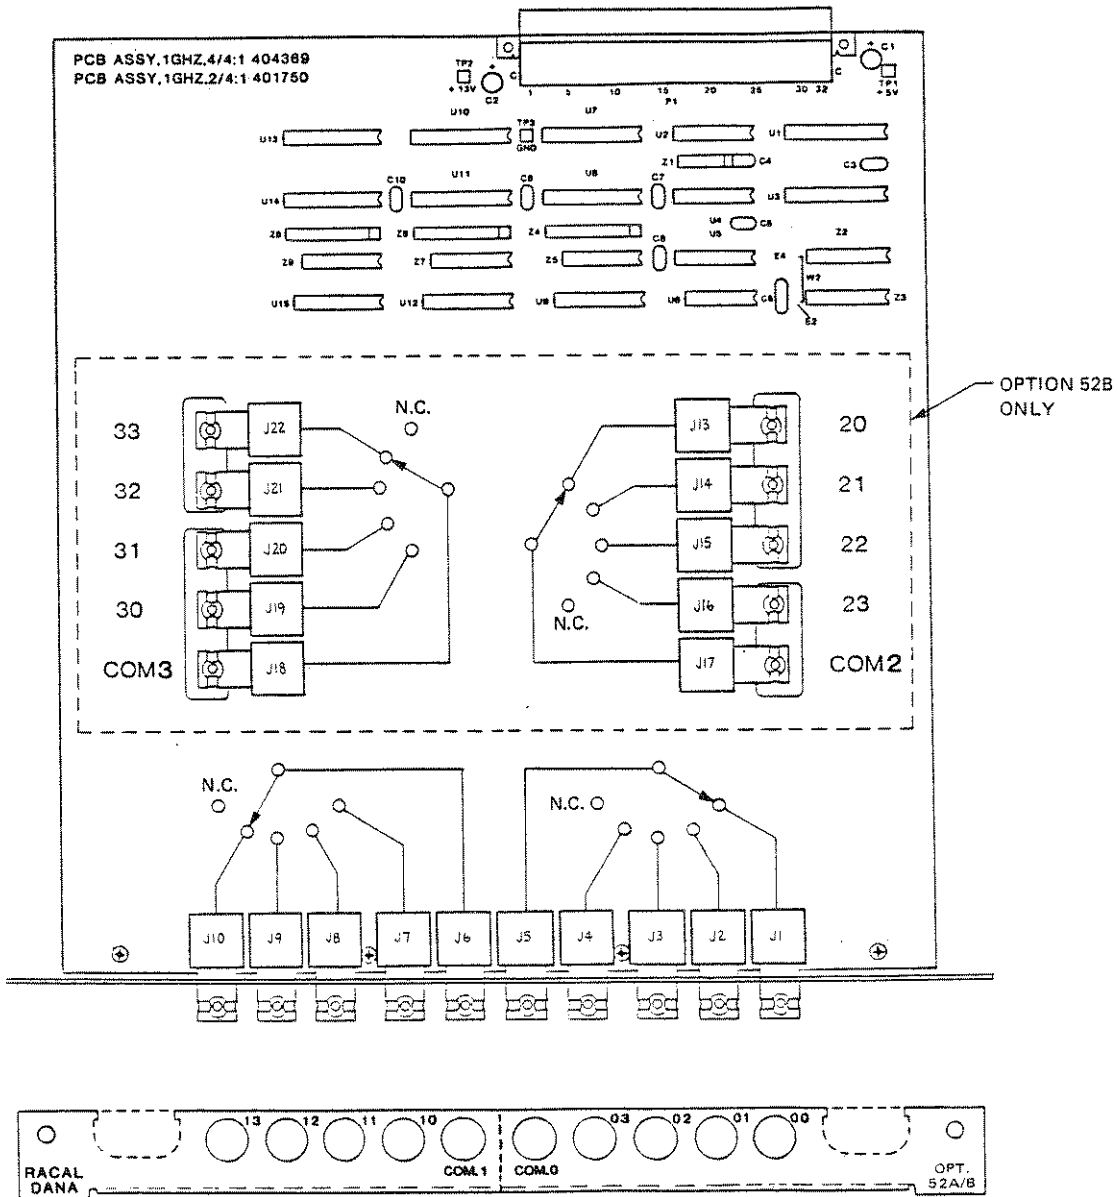 PCB ASSY,1GHZ,4/4:1 404369
PCB ASSY,1GHZ,2/4:1 401750
TP2
+13V
+
C2
C
1
5
10
15
20
25
30
32
P1
C
+
C1
TP1
+5V
U10
U7
U13
TP3
GND
U2
U1
Z1
C4
C3
C10
U11
C8
U8
C7
U14
U3
U4
C5
U5
Z8
Z6
Z4
Z2
Z9
Z7
Z5
C6
E4
W2
U15
U12
U9
U6
C9
E2
Z3
OPTION 52B
ONLY
N.C.
33
J22
J13
20
32
J21
J14
21
31
J20
J15
22
30
J19
J16
23
N.C.
COM3
J18
J17
COM2
N.C.
N.C.
J10
J9
J8
J7
J6
J5
J4
J3
J2
J1
13
12
11
10
03
02
01
00
RACAL
DANA
COM.1
COM.0
OPT.
52A/B